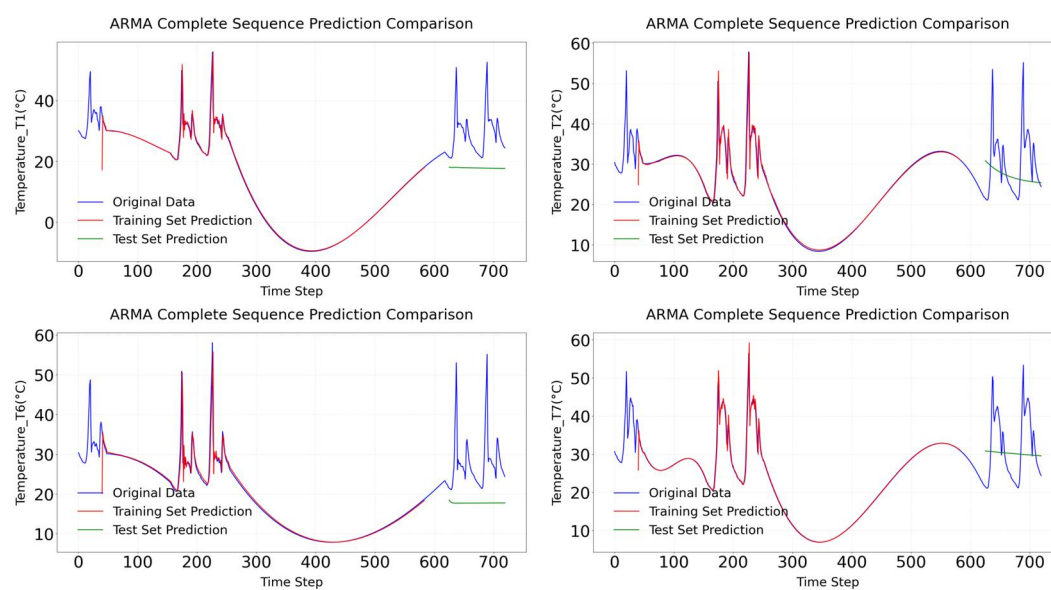 ARMA Complete Sequence Prediction Comparison
Temperature_T1(°C)
40
20
0
Original Data
Training Set Prediction
Test Set Prediction
0 100 200 300 400 500 600 700
Time Step
ARMA Complete Sequence Prediction Comparison
Temperature_T2(°C)
60
50
40
30
20
10
Original Data
Training Set Prediction
Test Set Prediction
0 100 200 300 400 500 600 700
Time Step
ARMA Complete Sequence Prediction Comparison
Temperature_T6(°C)
60
50
40
30
20
10
Original Data
Training Set Prediction
Test Set Prediction
0 100 200 300 400 500 600 700
Time Step
ARMA Complete Sequence Prediction Comparison
Temperature_T7(°C)
60
50
40
30
20
10
Original Data
Training Set Prediction
Test Set Prediction
0 100 200 300 400 500 600 700
Time Step